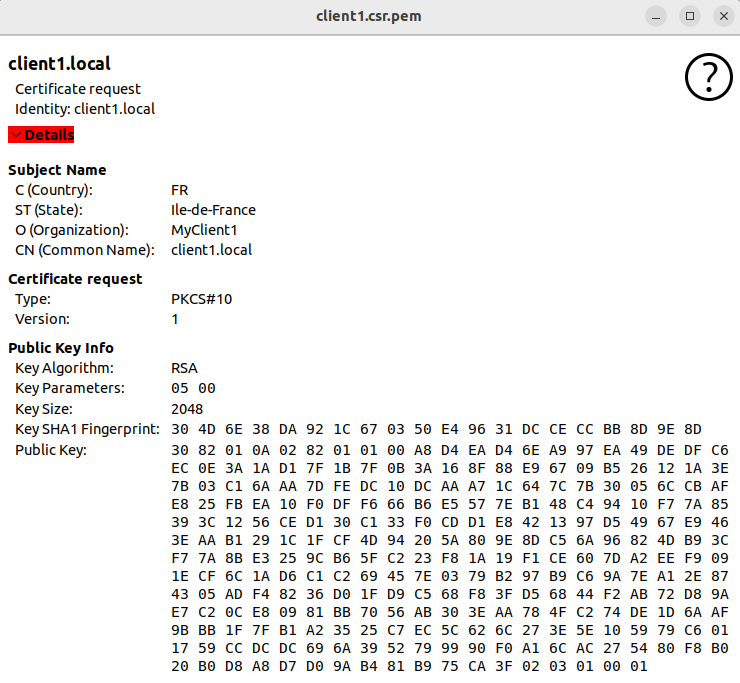 client1.csr.pem
client1.local
Certificate request
Identity: client1.local
Details
Subject Name
C (Country): FR
ST (State): Ile-de-France
O (Organization): MyClient1
CN (Common Name): client1.local
Certificate request
Type: PKCS#10
Version: 1
Public Key Info
Key Algorithm: RSA
Key Parameters: 05 00
Key Size: 2048
Key SHA1 Fingerprint: 30 4D 6E 38 DA 92 1C 67 03 50 E4 96 31 DC CE CC BB 8D 9E 8D
Public Key: 30 82 01 0A 02 82 01 01 00 A8 D4 EA D4 6E A9 97 EA 49 DE DF C6
EC 0E 3A 1A D1 7F 1B 7F 0B 3A 16 8F 88 E9 67 09 B5 26 12 1A 3E
7B 03 C1 6A AA 7D FE DC 10 DC AA A7 1C 64 7C 7B 30 05 6C CB AF
E8 25 FB EA 10 F0 DF F6 66 B6 E5 57 7E B1 48 C4 94 10 F7 7A 85
39 3C 12 56 CE D1 30 C1 33 F0 CD D1 E8 42 13 97 D5 49 67 E9 46
3E AA B1 29 1C 1F CF 4D 94 20 5A 80 9E 8D C5 6A 96 82 4D B9 3C
F7 7A 8B E3 25 9C B6 5F C2 23 F8 1A 19 F1 CE 60 7D A2 EE F9 09
1E CF 6C 1A D6 C1 C2 69 45 7E 03 79 B2 97 B9 C6 9A 7E A1 2E 87
43 05 AD F4 82 36 D0 1F D9 C5 68 F8 3F D5 68 44 F2 AB 72 D8 9A
E7 C2 0C E8 09 81 BB 70 56 AB 30 3E AA 78 4F C2 74 DE 1D 6A AF
9B BB 1F 7F B1 A2 35 25 C7 EC 5C 62 6C 27 3E 5E 10 59 79 C6 01
17 59 CC DC DC 69 6A 39 52 79 99 90 F0 A1 6C AC 27 54 80 F8 B0
20 B0 D8 A8 D7 D0 9A B4 81 B9 75 CA 3F 02 03 01 00 01